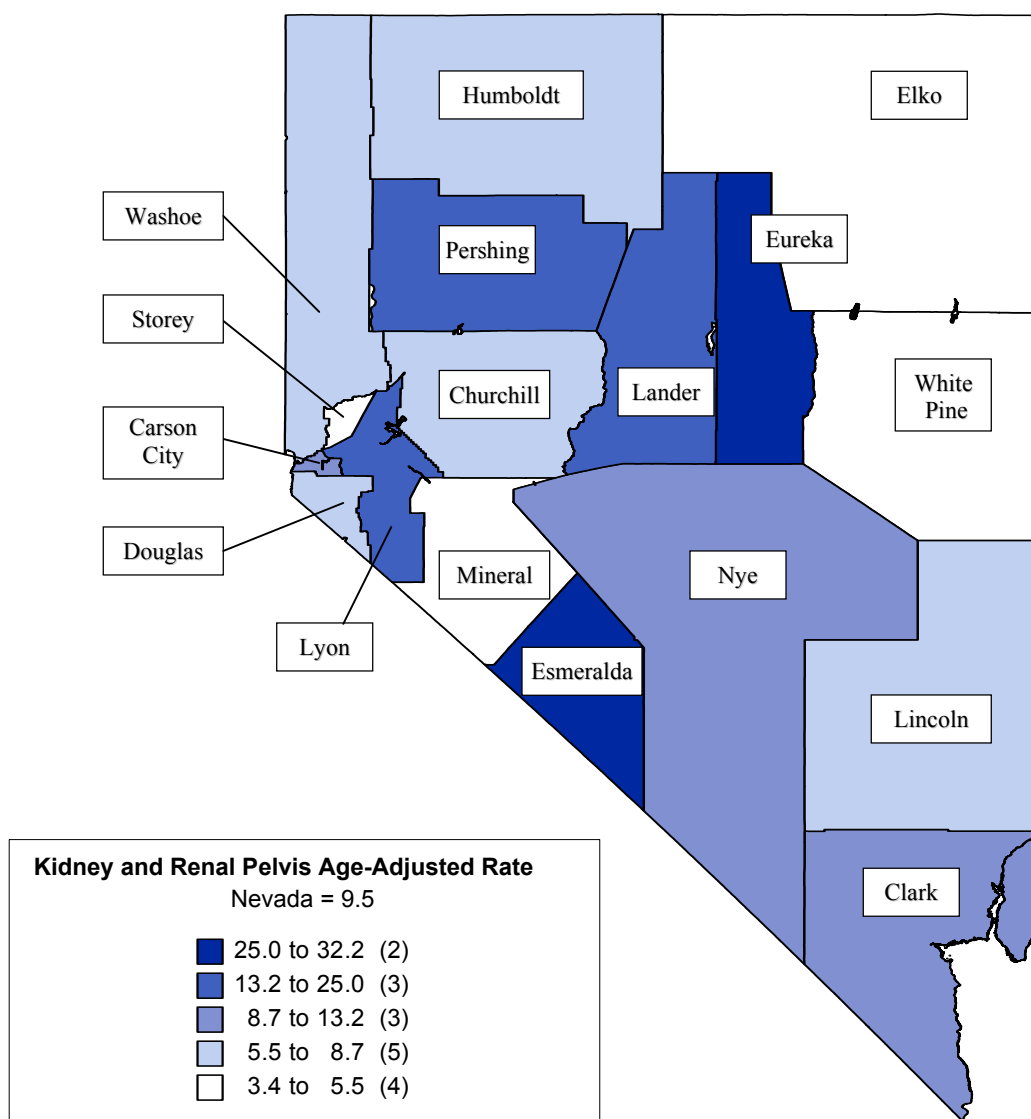 Humboldt
Elko
Washoe
Pershing
Eureka
Storey
Churchill
Lander
White
Pine
Carson
City
Douglas
Mineral
Nye
Lyon
Esmeralda
Lincoln
Clark
Kidney and Renal Pelvis Age-Adjusted Rate
Nevada = 9.5
25.0 to 32.2 (2)
13.2 to 25.0 (3)
8.7 to 13.2 (3)
5.5 to 8.7 (5)
3.4 to 5.5 (4)